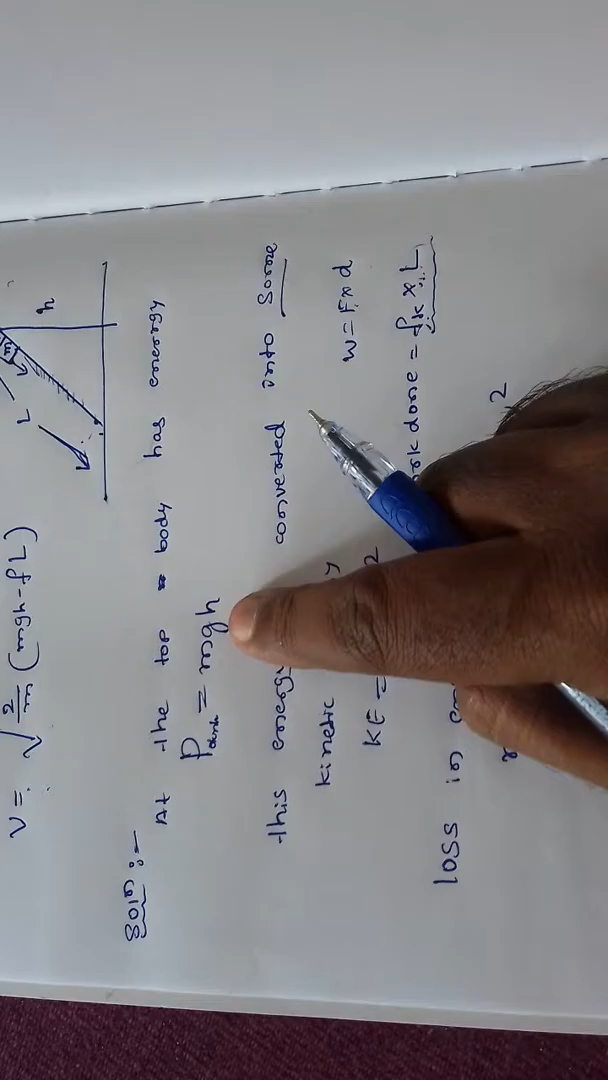 v = √2/m (mgh-fL)
h
m
L
Soln:-
At the top body has energy
= mgh
this energy converted into some
kinetic
W = F x d
KE =
loss in
done = fk x L
2